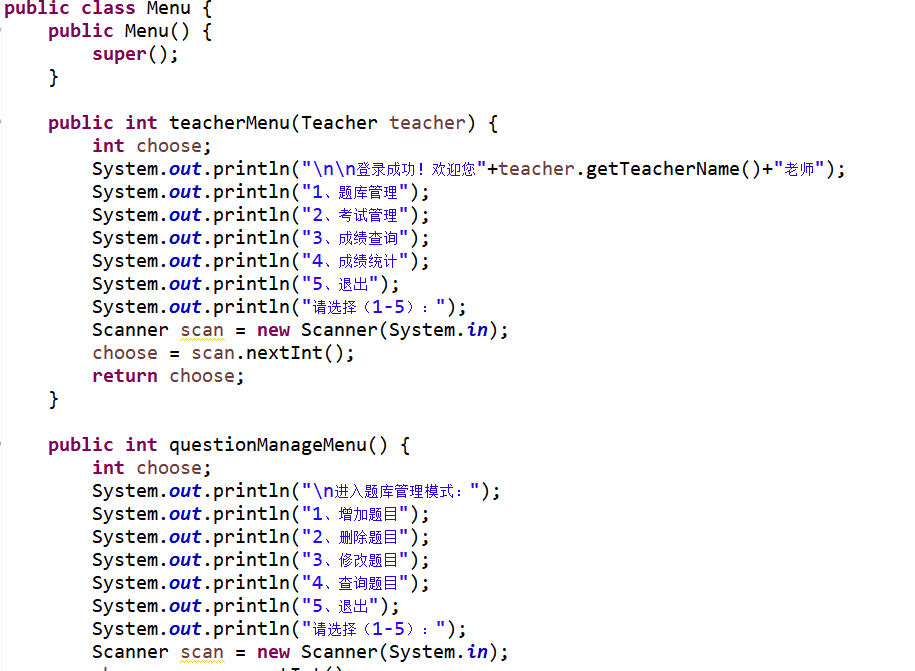 public class Menu {
public Menu() {
super();
}
public int teacherMenu(Teacher teacher) {
int choose;
System.out.println("\n\n登录成功！欢迎您"+teacher.getTeacherName()+"老师");
System.out.println("1、题库管理");
System.out.println("2、考试管理");
System.out.println("3、成绩查询");
System.out.println("4、成绩统计");
System.out.println("5、退出");
System.out.println("请选择（1-5）：");
Scanner scan = new Scanner(System.in);
choose = scan.nextInt();
return choose;
}
public int questionManageMenu() {
int choose;
System.out.println("\n进入题库管理模式：");
System.out.println("1、增加题目");
System.out.println("2、删除题目");
System.out.println("3、修改题目");
System.out.println("4、查询题目");
System.out.println("5、退出");
System.out.println("请选择（1-5）：");
Scanner scan = new Scanner(System.in);